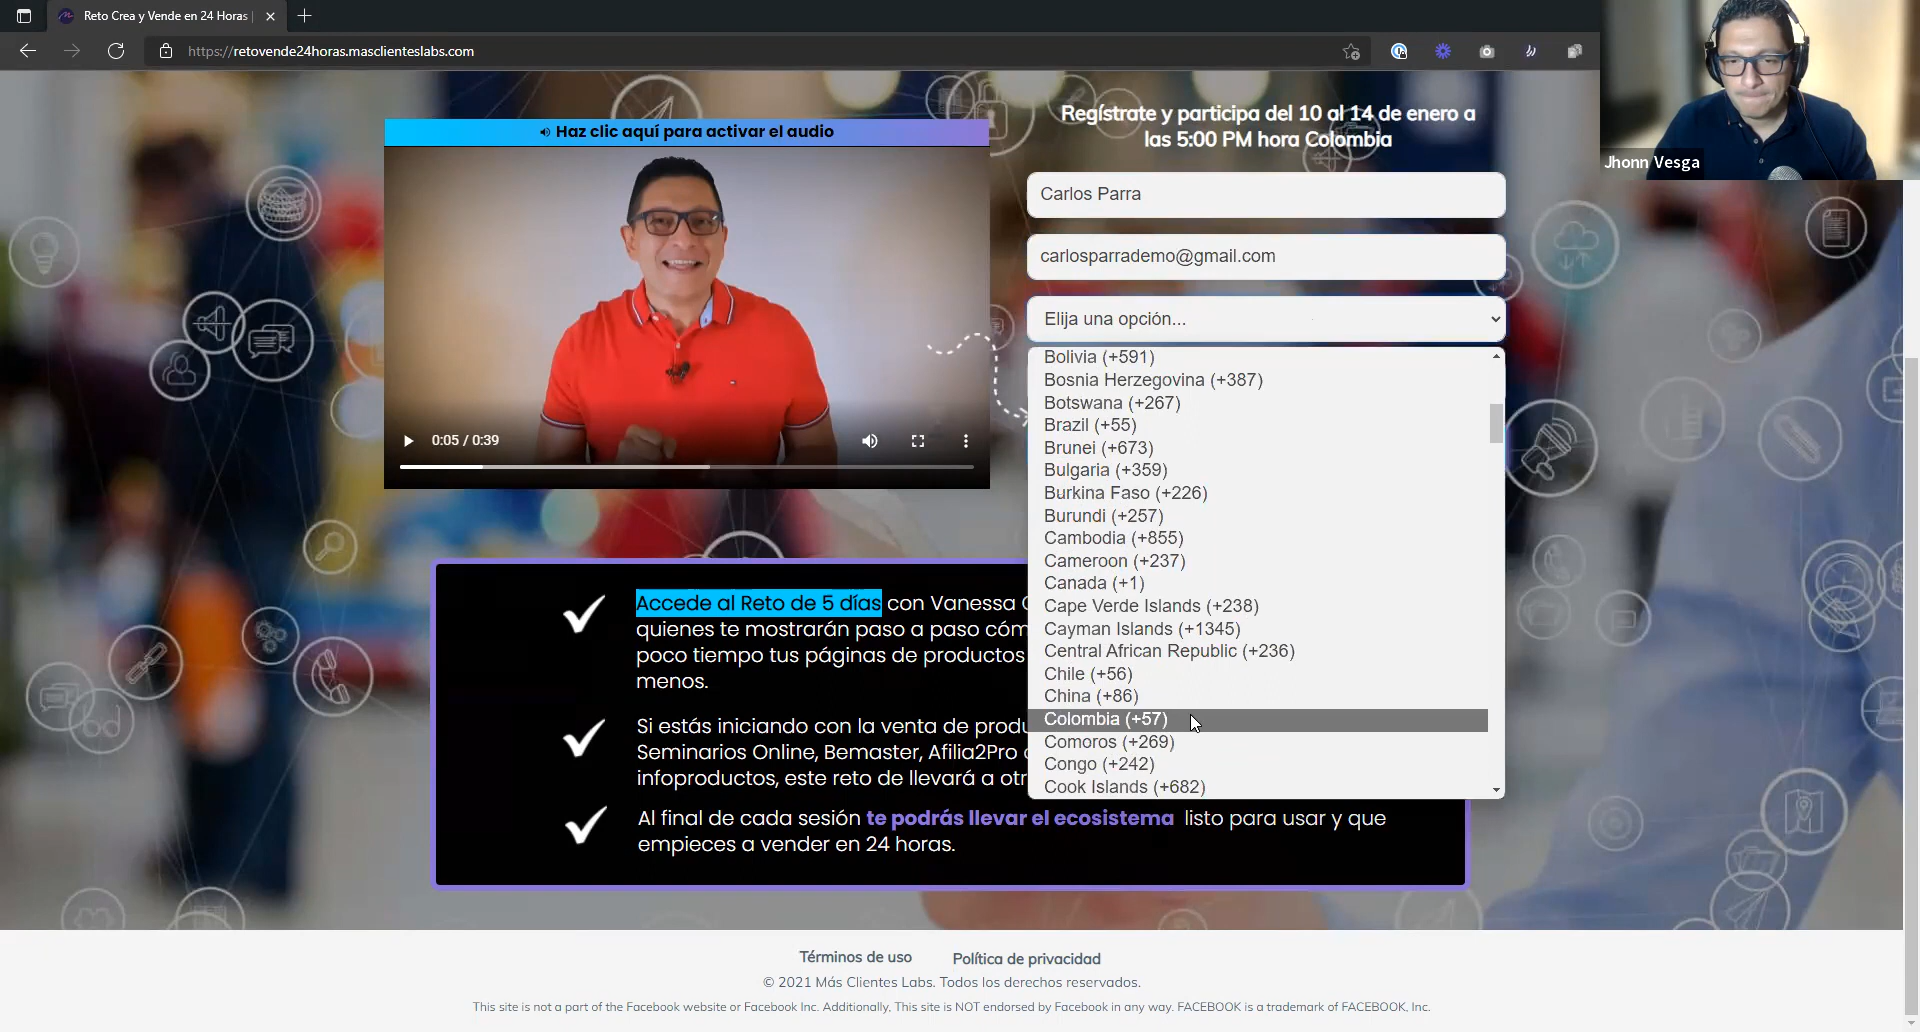 Reto Crea y Vende en 24 Horas |
https://retovende24horas.masclienteslabs.com
Jhonn Vesga
Haz clic aquí para activar el audio
0:05 / 0:39
Regístrate y participa del 10 al 14 de enero a
las 5:00 PM hora Colombia
Carlos Parra
carlosparrademo@gmail.com
Elija una opción...
Bolivia (+591)
Bosnia Herzegovina (+387)
Botswana (+267)
Brazil (+55)
Brunei (+673)
Bulgaria (+359)
Burkina Faso (+226)
Burundi (+257)
Cambodia (+855)
Cameroon (+237)
Canada (+1)
Cape Verde Islands (+238)
Cayman Islands (+1345)
Central African Republic (+236)
Chile (+56)
China (+86)
Colombia (+57)
Comoros (+269)
Congo (+242)
Cook Islands (+682)
Accede al Reto de 5 días con Vanessa
quienes te mostrarán paso a paso cóm
poco tiempo tus páginas de productos
menos.
Si estás iniciando con la venta de produ
Seminarios Online, Bemaster, Afilia2Pro
infoproductos, este reto de llevará a otr
Al final de cada sesión te podrás llevar el ecosistema listo para usar y que
empieces a vender en 24 horas.
Términos de uso Política de privacidad
© 2021 Más Clientes Labs. Todos los derechos reservados.
This site is not a part of the Facebook website or Facebook Inc. Additionally, This site is NOT endorsed by Facebook in any way. FACEBOOK is a trademark of FACEBOOK, Inc.